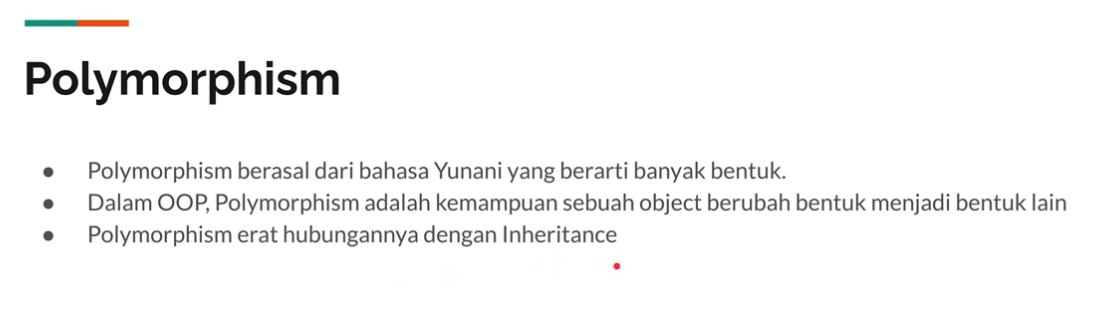 Polymorphism
● Polymorphism berasal dari bahasa Yunani yang berarti banyak bentuk.
● Dalam OOP, Polymorphism adalah kemampuan sebuah object berubah bentuk menjadi bentuk lain
● Polymorphism erat hubungannya dengan Inheritance